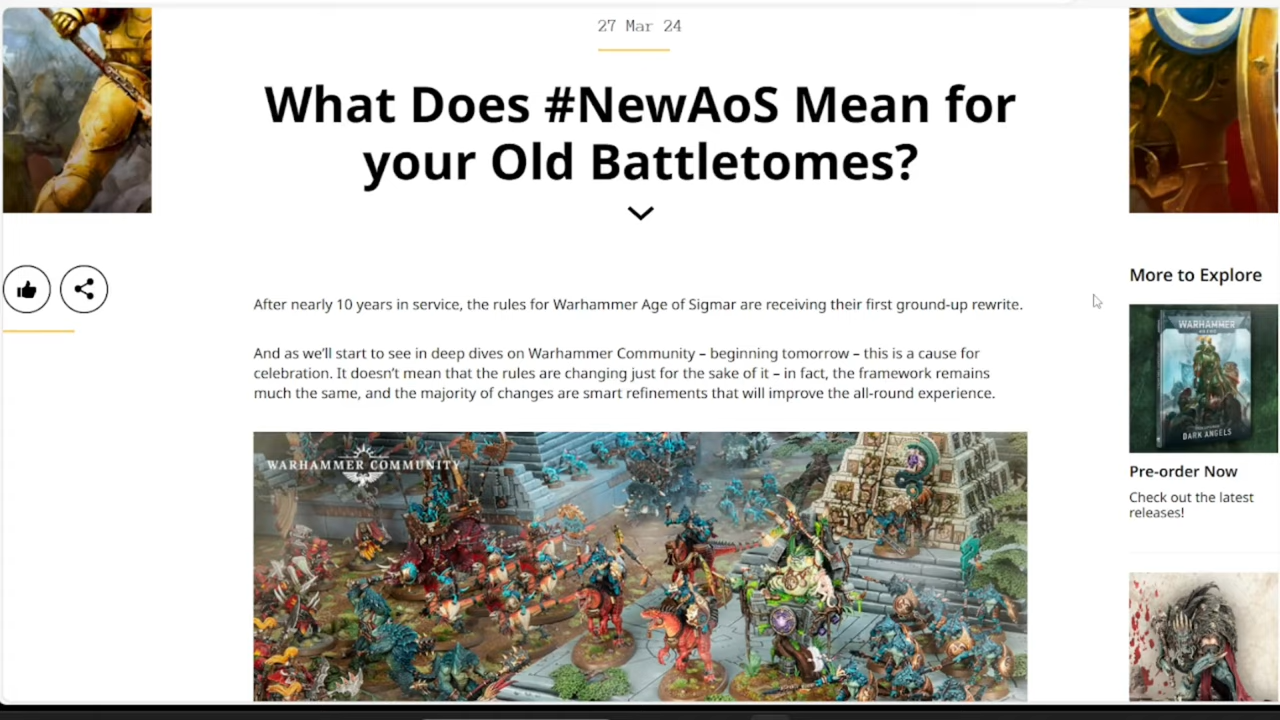 27 Mar 24
What Does #NewAoS Mean for
your Old Battletomes?
After nearly 10 years in service, the rules for Warhammer Age of Sigmar are receiving their first ground-up rewrite.
And as we’ll start to see in deep dives on Warhammer Community – beginning tomorrow – this is a cause for
celebration. It doesn’t mean that the rules are changing just for the sake of it – in fact, the framework remains
much the same, and the majority of changes are smart refinements that will improve the all-round experience.
WARHAMMER COMMUNITY
More to Explore
WARHAMMER
DARK ANGELS
Pre-order Now
Check out the latest
releases!